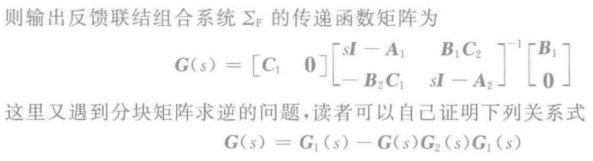 则输出反馈联结组合系统 Σ_F 的传递函数矩阵为
G(s) = [C₁ 0] [sI − A₁ B₁C₂; − B₂C₁ sI − A₂]⁻¹ [B₁; 0]
这里又遇到分块矩阵求逆的问题,读者可以自己证明下列关系式
G(s) = G₁(s) − G(s)G₂(s)G₁(s)